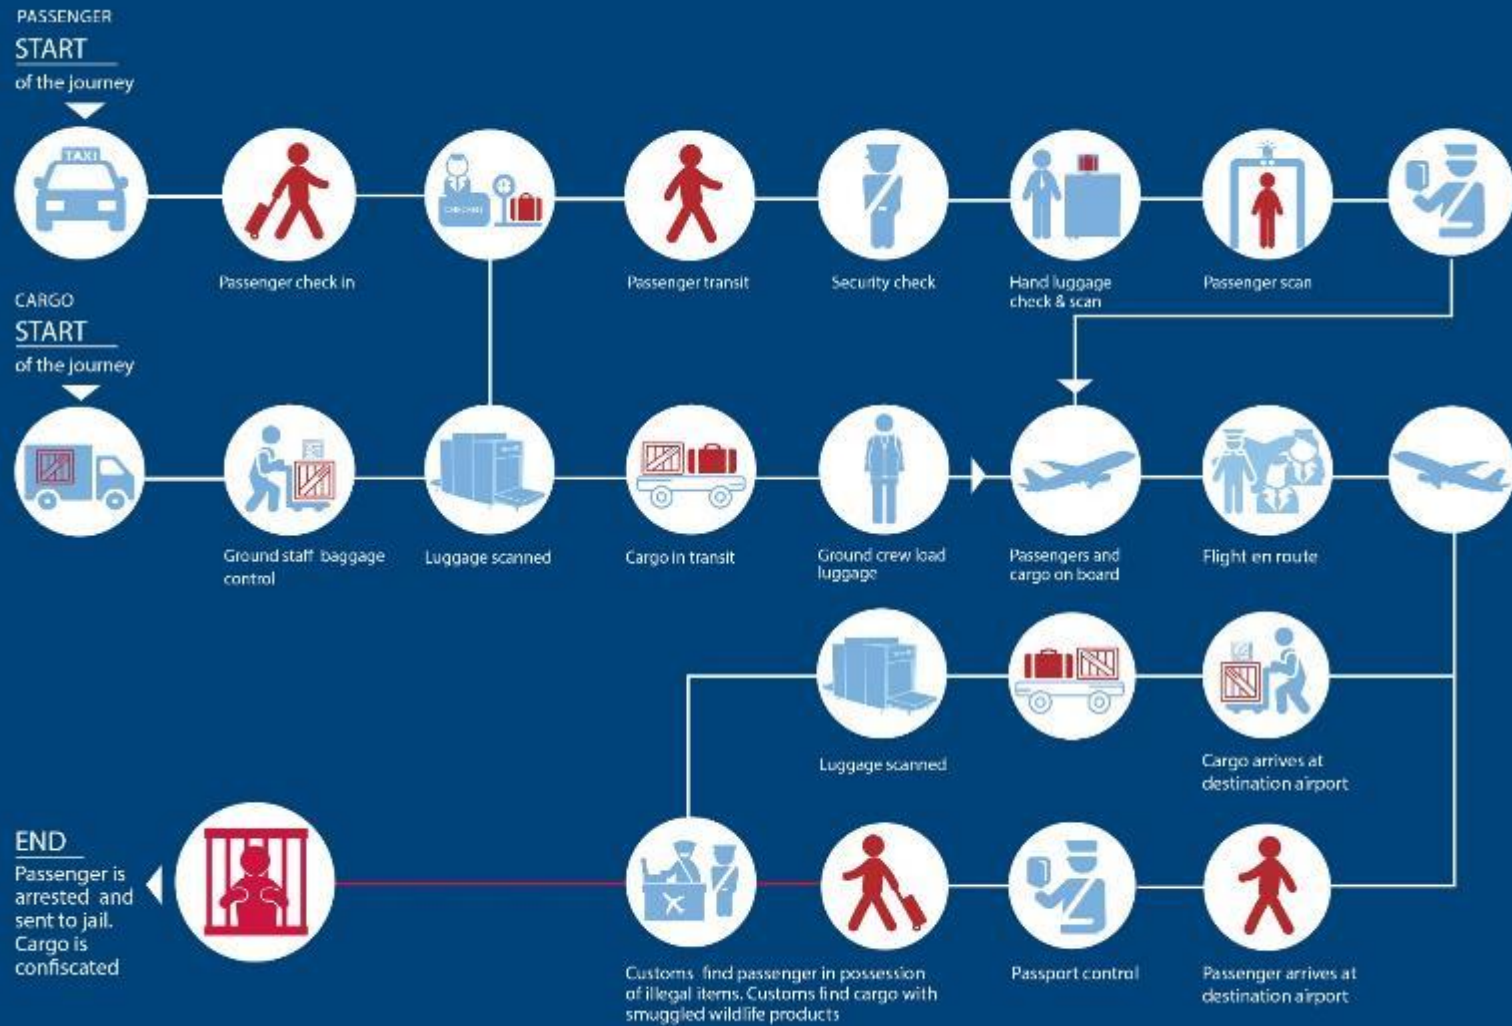 PASSENGER
START
of the journey
TAXI
CHECK IN
Passenger check in
Passenger transit
Security check
Hand luggage
check & scan
Passenger scan
CARGO
START
of the journey
Ground staff baggage
control
Luggage scanned
Cargo in transit
Ground crew load
luggage
Passengers and
cargo on board
Flight en route
Luggage scanned
Cargo arrives at
destination airport
END
Passenger is
arrested and
sent to jail.
Cargo is
confiscated
Customs find passenger in possession
of illegal items. Customs find cargo with
smuggled wildlife products
Passport control
Passenger arrives at
destination airport